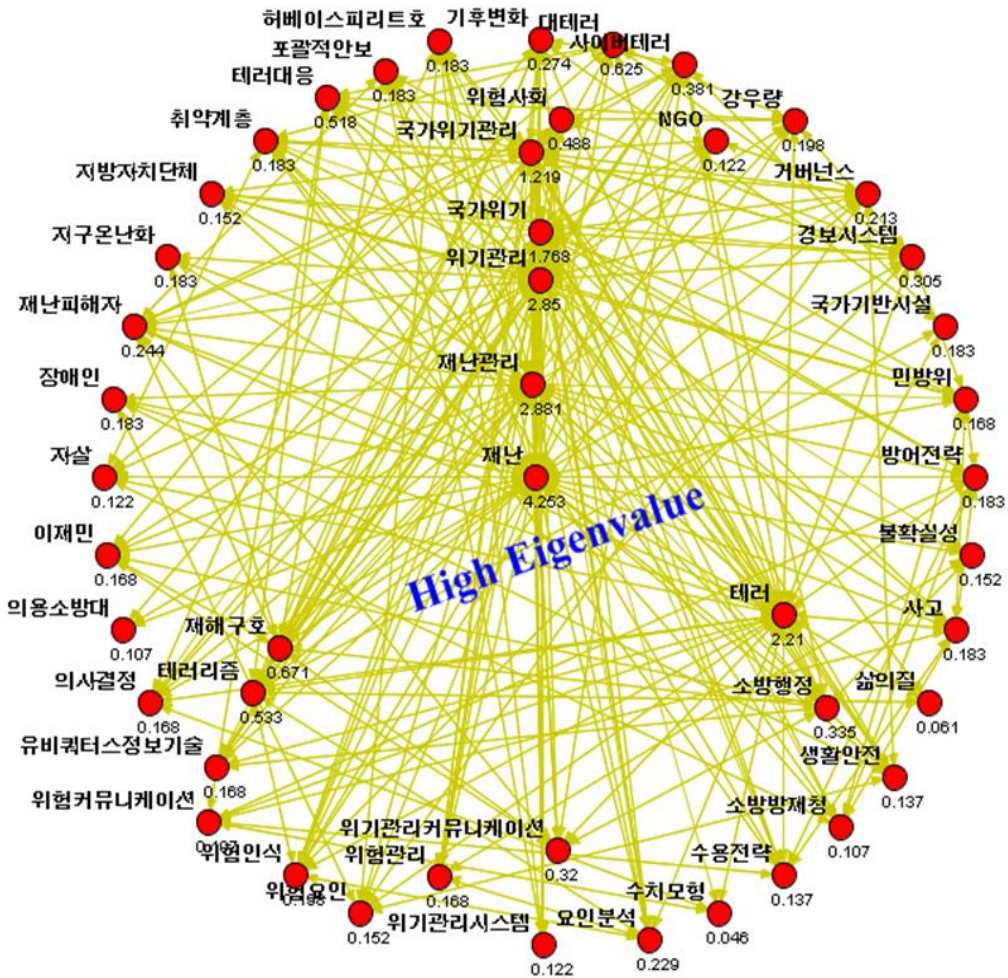 허베이스피리트호
0.183
기후변화
0.274
대테러
0.625
사이버테러
0.381
포괄적안보
0.183
테러대응
0.518
위험사회
0.488
강우량
0.198
NGO
0.122
취약계층
0.183
국가위기관리
1.219
지방자치단체
0.152
거버넌스
0.213
국가위기
1.768
지구온난화
0.183
위기관리
2.85
경보시스템
0.305
재난피해자
0.244
국가기반시설
0.183
장애인
0.183
재난관리
2.881
민방위
0.168
자살
0.122
재난
4.253
방어전략
0.183
High Eigenvalue
이재민
0.168
불확실성
0.152
의용소방대
0.107
재해구호
0.671
테러
2.21
사고
0.183
의사결정
0.168
테러리즘
0.533
소방행정
0.335
삶의질
0.061
유비쿼터스정보기술
0.168
생활안전
0.137
위험커뮤니케이션
소방방재청
0.107
위험인식
위험관리
0.168
위기관리커뮤니케이션
0.32
수용전략
0.137
위험요인
0.152
위기관리시스템
0.122
요인분석
0.229
수치모형
0.046